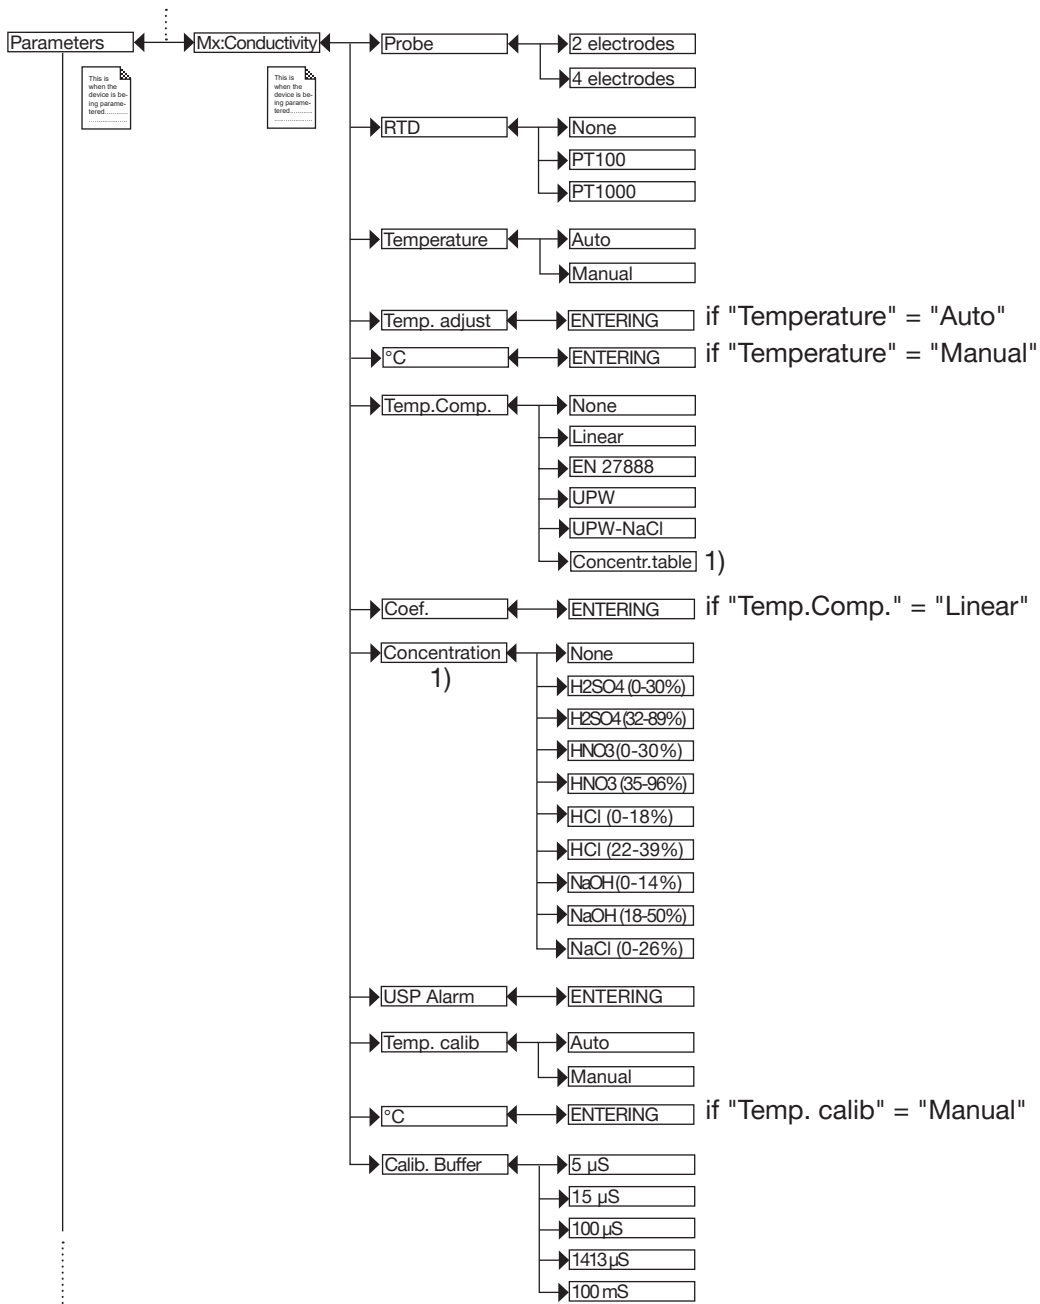 Parameters
Mx:Conductivity
This is
when the
device is be-
ing parame-
tered............
....................
This is
when the
device is be-
ing parame-
tered............
....................
Probe
2 electrodes
4 electrodes
RTD
None
PT100
PT1000
Temperature
Auto
Manual
Temp. adjust
ENTERING
if "Temperature" = "Auto"
°C
ENTERING
if "Temperature" = "Manual"
Temp.Comp.
None
Linear
EN 27888
UPW
UPW-NaCl
Concentr.table 1)
Coef.
ENTERING
if "Temp.Comp." = "Linear"
Concentration
1)
None
H2SO4 (0-30%)
H2SO4 (32-89%)
HNO3 (0-30%)
HNO3 (35-96%)
HCl (0-18%)
HCl (22-39%)
NaOH (0-14%)
NaOH (18-50%)
NaCl (0-26%)
USP Alarm
ENTERING
Temp. calib
Auto
Manual
°C
ENTERING
if "Temp. calib" = "Manual"
Calib. Buffer
5 µS
15 µS
100 µS
1413 µS
100 mS